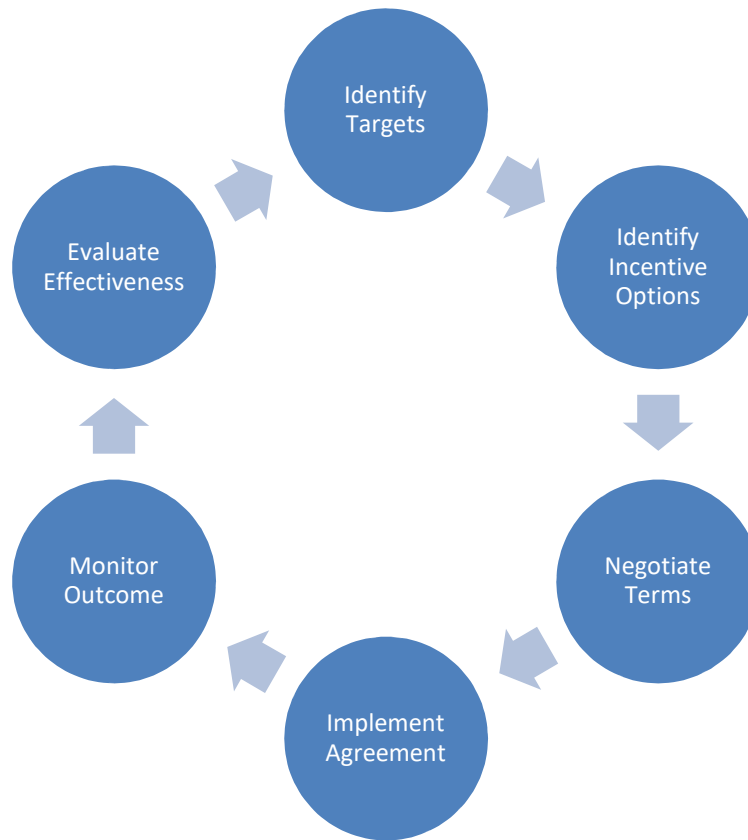 Identify
Targets
Identify
Incentive
Options
Negotiate
Terms
Implement
Agreement
Monitor
Outcome
Evaluate
Effectiveness